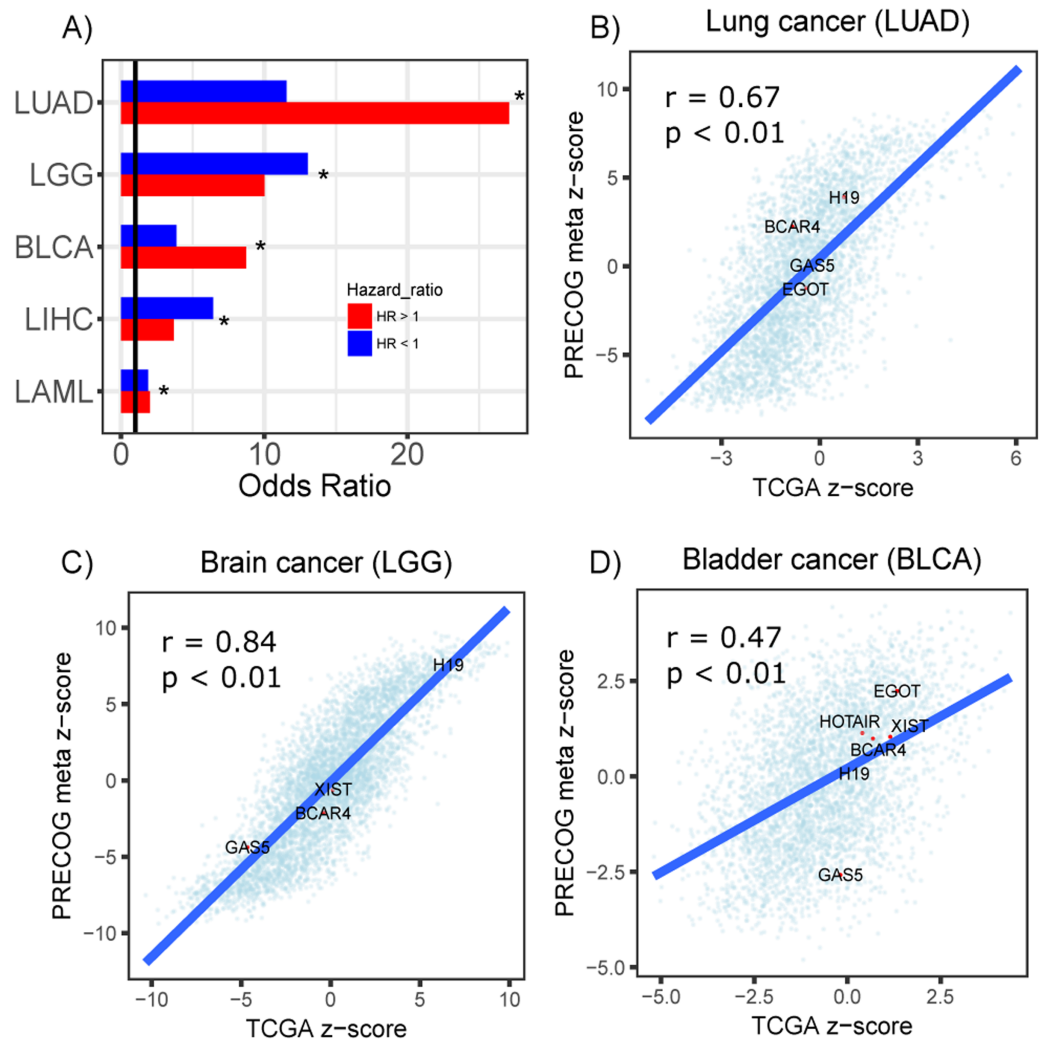 A)
LUAD
LGG
BLCA
LIHC
LAML
*
*
*
*
*
Hazard_ratio
HR > 1
HR < 1
0 10 20
Odds Ratio
B)
Lung cancer (LUAD)
r = 0.67
p < 0.01
PRECOG meta z−score
10
5
0
−5
H19
BCAR4
GAS5
EGOT
−3 0 3 6
TCGA z−score
C)
Brain cancer (LGG)
r = 0.84
p < 0.01
PRECOG meta z−score
10
5
0
−5
−10
H19
XIST
BCAR4
GAS5
−10 −5 0 5 10
TCGA z−score
D)
Bladder cancer (BLCA)
r = 0.47
p < 0.01
PRECOG meta z−score
2.5
0.0
−2.5
−5.0
EGOT
HOTAIR
XIST
BCAR4
H19
GAS5
−5.0 −2.5 0.0 2.5
TCGA z−score